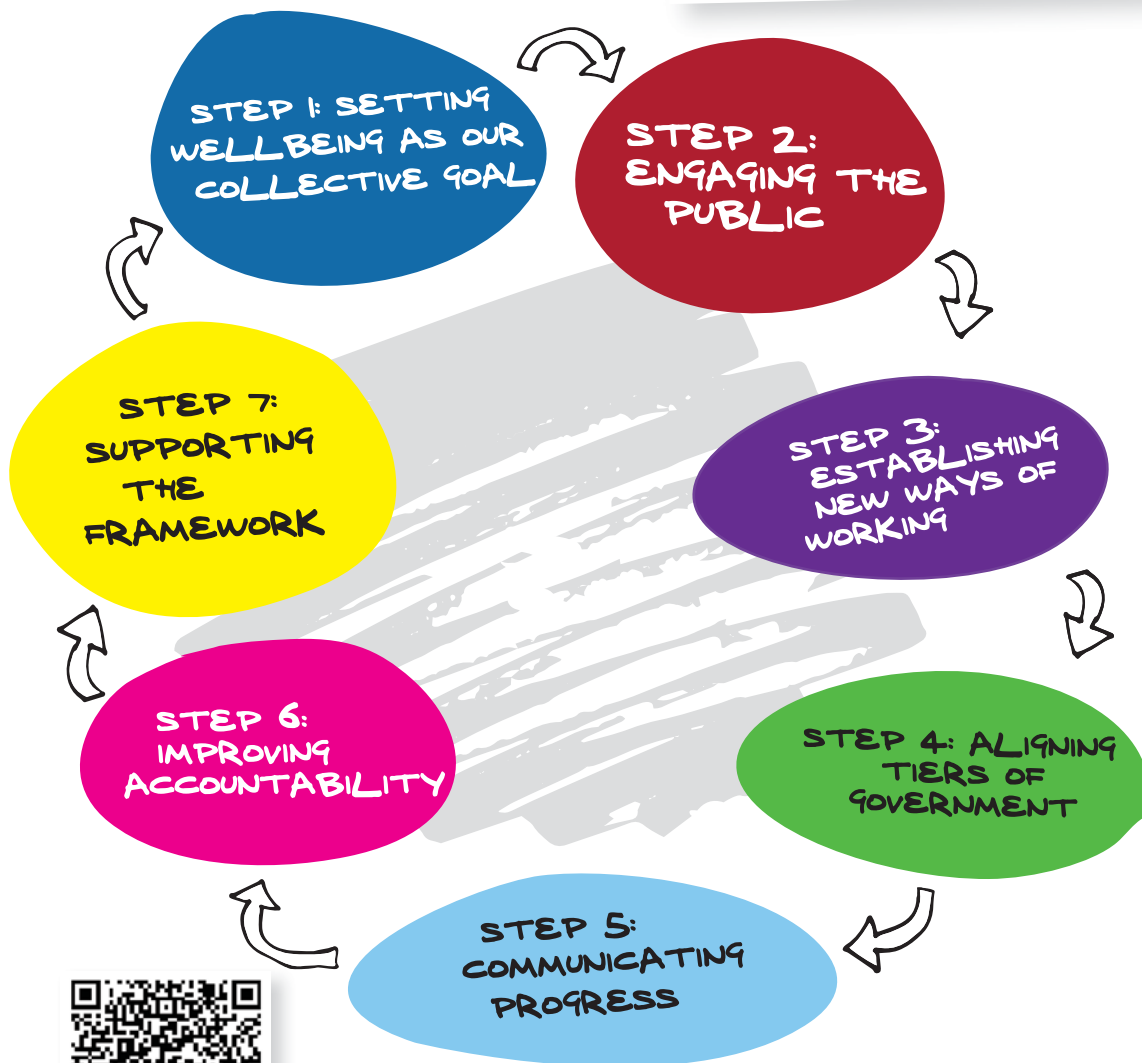 STEP 1: SETTING
WELLBEING AS OUR
COLLECTIVE GOAL
STEP 2:
ENGAGING THE
PUBLIC
STEP 3:
ESTABLISHING
NEW WAYS OF
WORKING
STEP 4: ALIGNING
TIERS OF
GOVERNMENT
STEP 5:
COMMUNICATING
PROGRESS
STEP 6:
IMPROVING
ACCOUNTABILITY
STEP 7:
SUPPORTING
THE
FRAMEWORK